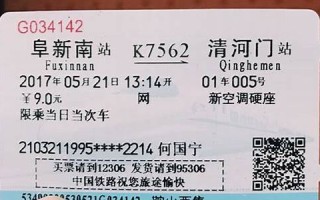 G034142
阜新南站 K7562 清河门站
Fuxinnan Qinghemen
2017年05月21日 13:14开 01车005号
¥9.0元 网 新空调硬座
限乘当日当次车
2103211995****2214 何国宁
买票请到12306 发货请到95306
中国铁路祝您旅途愉快